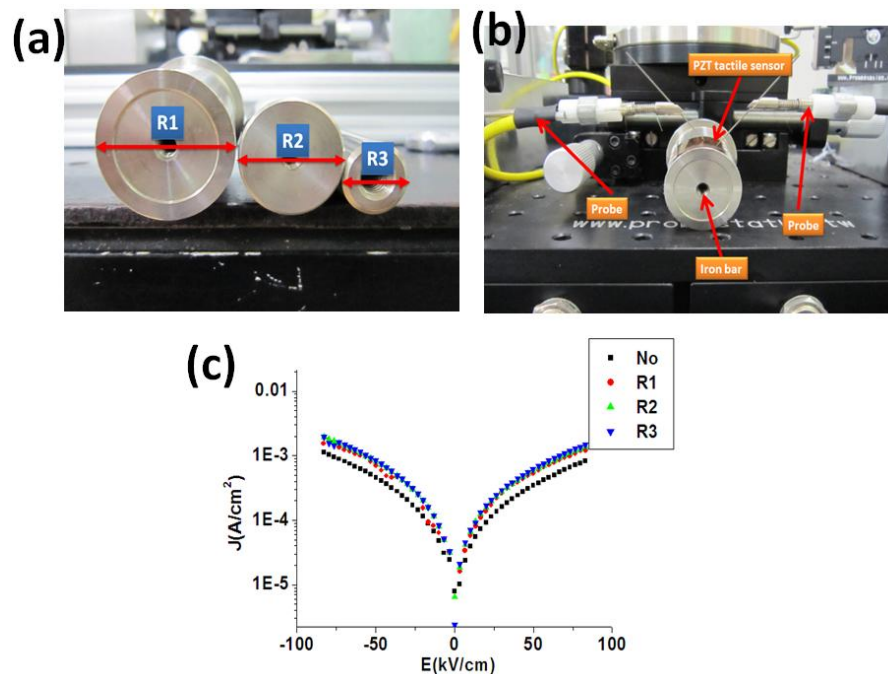 (a)
R1
R2
R3
(b)
PZT tactile sensor
Probe
Probe
Iron bar
(c)
No
R1
R2
R3
0.01
1E-3
1E-4
1E-5
J(A/cm²)
-100 -50 0 50 100
E(kV/cm)